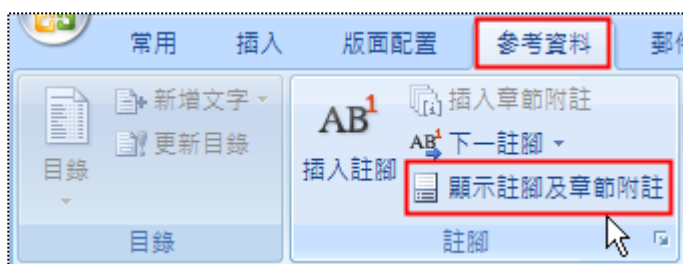 常用 插入 版面配置 參考資料 郵件
新增文字
更新目錄
目錄
目錄
AB¹
插入註腳
插入章節附註
AB¹ 下一註腳
顯示註腳及章節附註
註腳